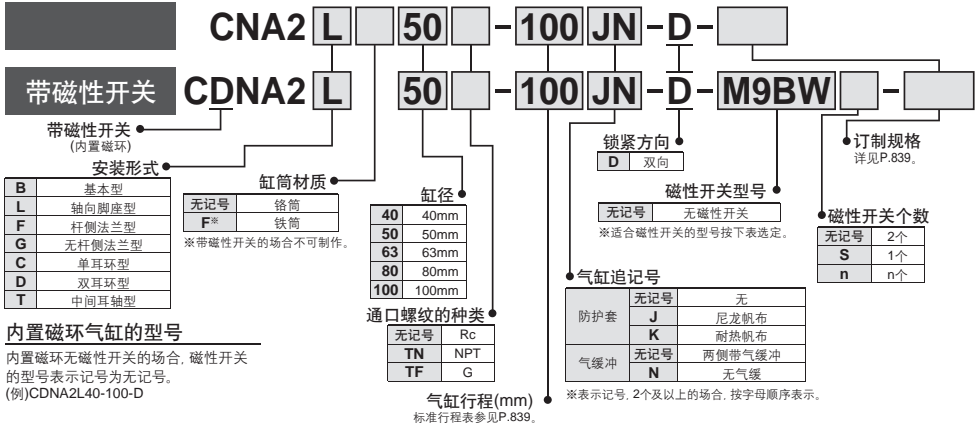 CNA2 L 50 -100 JN-D-
带磁性开关 CDNA2 L 50 -100 JN-D-M9BW -
带磁性开关
(内置磁环)
安装形式
B 基本型
L 轴向脚座型
F 杆侧法兰型
G 无杆侧法兰型
C 单耳环型
D 双耳环型
T 中间耳轴型
内置磁环气缸的型号
内置磁环无磁性开关的场合, 磁性开关
的型号表示记号为无记号。
(例)CDNA2L40-100-D
缸筒材质
无记号 铬筒
F※ 铁筒
※带磁性开关的场合不可制作。
缸径
40 40mm
50 50mm
63 63mm
80 80mm
100 100mm
通口螺纹的种类
无记号 Rc
TN NPT
TF G
气缸行程(mm)
标准行程表参见P.839。
锁紧方向
D 双向
磁性开关型号
无记号 无磁性开关
※适合磁性开关的型号按下表选定。
气缸追记号
防护套 无记号 无
J 尼龙帆布
K 耐热帆布
气缓冲 无记号 两侧带气缓冲
N 无气缓
※表示记号, 2个及以上的场合, 按字母顺序表示。
订制规格
详见P.839。
磁性开关个数
无记号 2个
S 1个
n n个